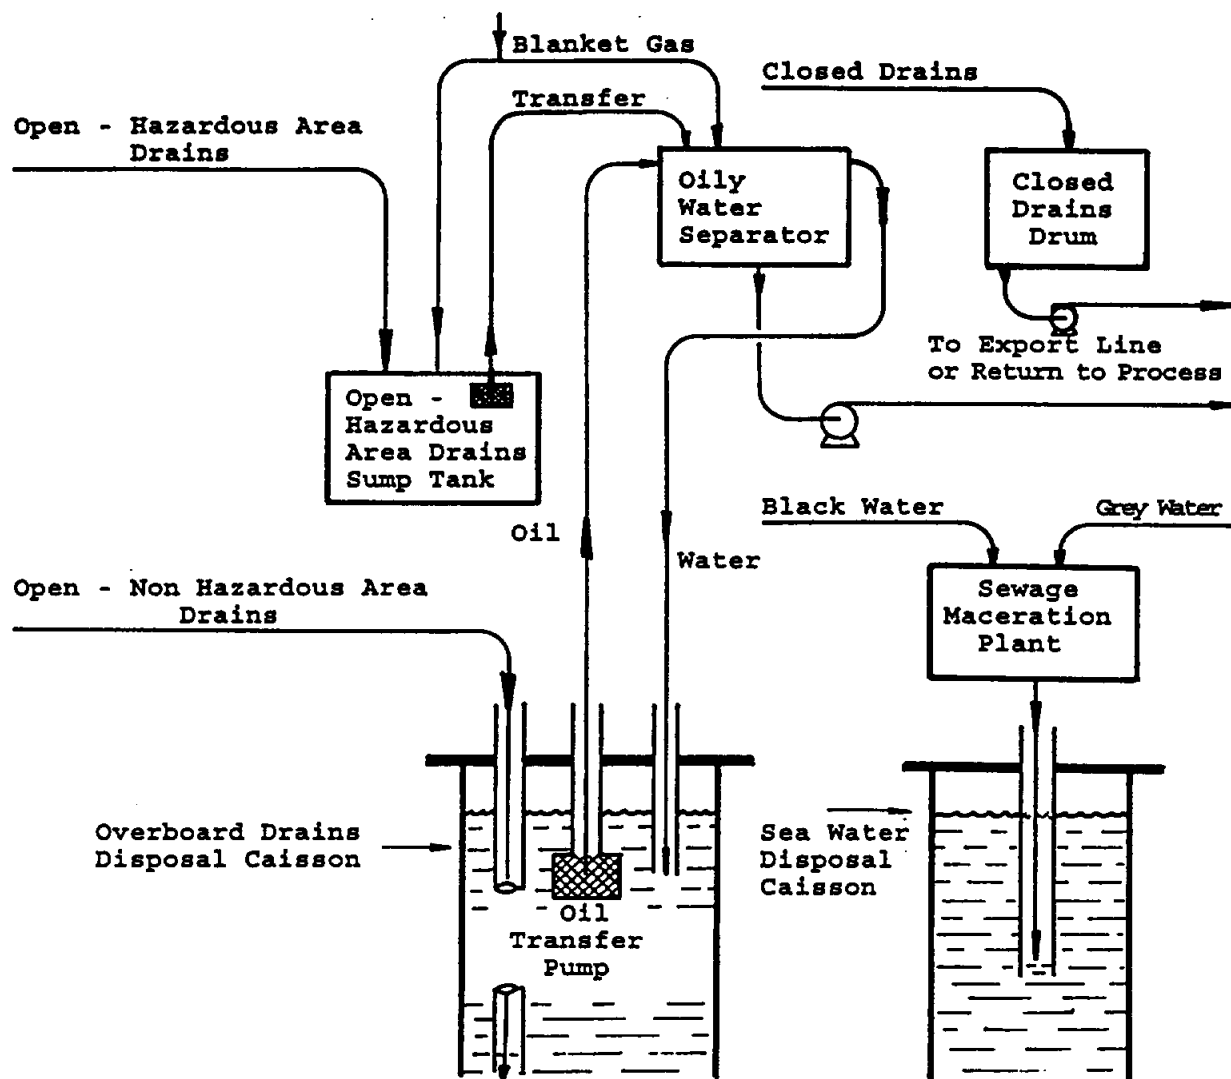 Blanket Gas
Closed Drains
Transfer
Open - Hazardous Area
Drains
Oily
Water
Separator
Closed
Drains
Drum
To Export Line
or Return to Process
Open -
Hazardous
Area Drains
Sump Tank
Black Water
Grey Water
Oil
Water
Open - Non Hazardous Area
Drains
Sewage
Maceration
Plant
Overboard Drains
Disposal Caisson
Sea Water
Disposal
Caisson
Oil
Transfer
Pump